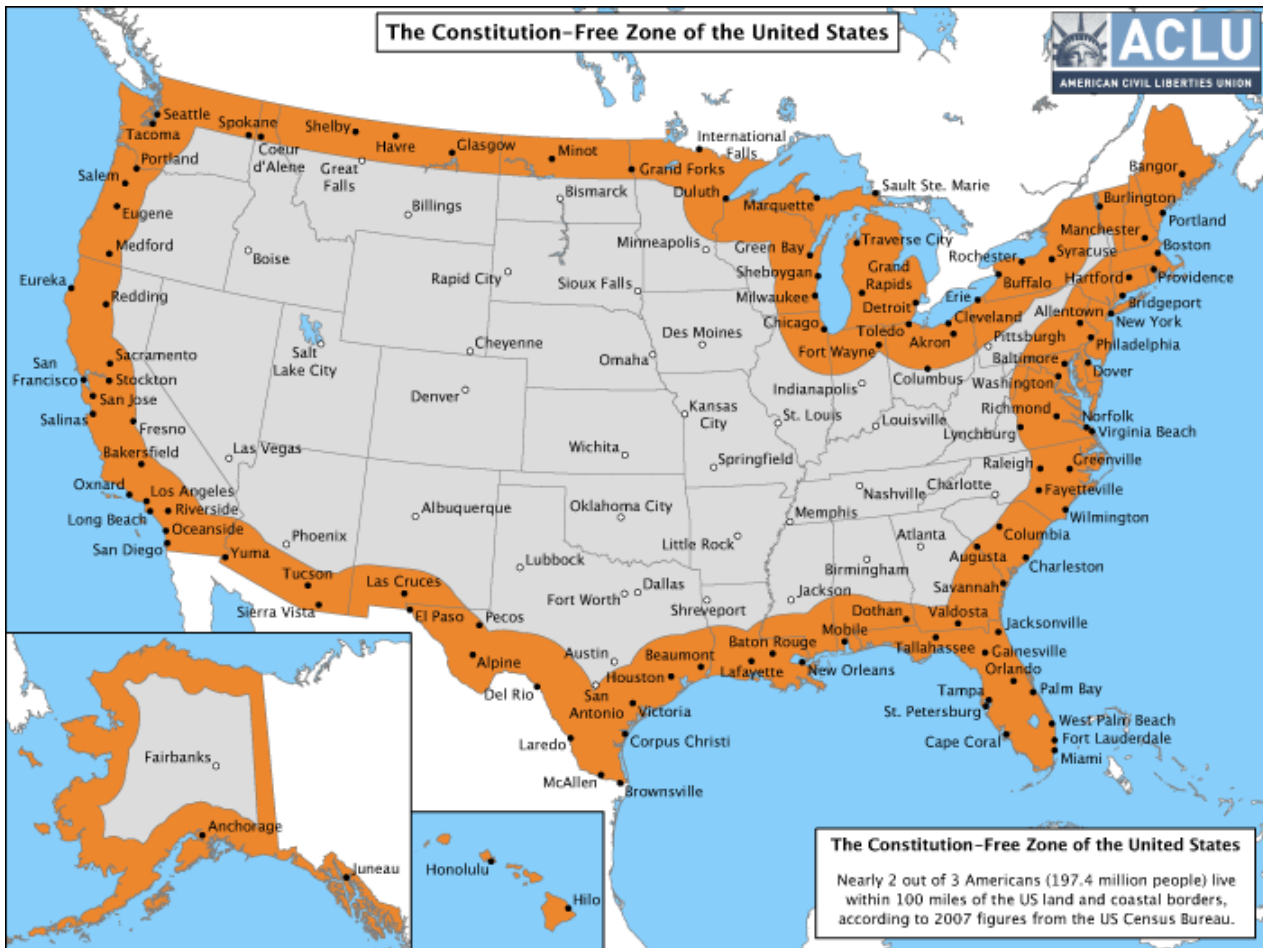 The Constitution-Free Zone of the United States
ACLU
AMERICAN CIVIL LIBERTIES UNION
Seattle
Tacoma
Spokane
Coeur
d'Alene
Shelby
Havre
Great
Falls
Glasgow
Minot
Grand Forks
International
Falls
Duluth
Marquette
Sault Ste. Marie
Bangor
Portland
Salem
Eugene
Medford
Billings
Bismarck
Minneapolis
Green Bay
Traverse City
Burlington
Portland
Manchester
Boston
Rochester
Syracuse
Buffalo
Hartford
Providence
Bridgeport
New York
Boise
Rapid City
Sioux Falls
Sheboygan
Milwaukee
Chicago
Grand
Rapids
Detroit
Toledo
Fort Wayne
Erie
Cleveland
Akron
Columbus
Pittsburgh
Allentown
Philadelphia
Baltimore
Dover
Washington
Eureka
Redding
Salt
Lake City
Cheyenne
Des Moines
Omaha
Indianapolis
Richmond
Norfolk
Virginia Beach
Lynchburg
Sacramento
San
Francisco
Stockton
San Jose
Salinas
Fresno
Denver
Kansas
City
St. Louis
Louisville
Bakersfield
Las Vegas
Wichita
Springfield
Raleigh
Greenville
Oxnard
Los Angeles
Long Beach
Riverside
Oceanside
San Diego
Albuquerque
Oklahoma City
Nashville
Charlotte
Fayetteville
Wilmington
Phoenix
Yuma
Tucson
Sierra Vista
Las Cruces
El Paso
Lubbock
Little Rock
Memphis
Atlanta
Columbia
Augusta
Charleston
Birmingham
Savannah
Fort Worth
Dallas
Shreveport
Jackson
Dothan
Valdosta
Jacksonville
Pecos
Alpine
Del Rio
Austin
San
Antonio
Houston
Beaumont
Lafayette
Baton Rouge
New Orleans
Mobile
Tallahassee
Gainesville
Orlando
Tampa
St. Petersburg
Palm Bay
Victoria
Corpus Christi
Laredo
McAllen
Brownsville
Cape Coral
West Palm Beach
Fort Lauderdale
Miami
Fairbanks
Anchorage
Juneau
Honolulu
Hilo
The Constitution-Free Zone of the United States
Nearly 2 out of 3 Americans (197.4 million people) live
within 100 miles of the US land and coastal borders,
according to 2007 figures from the US Census Bureau.